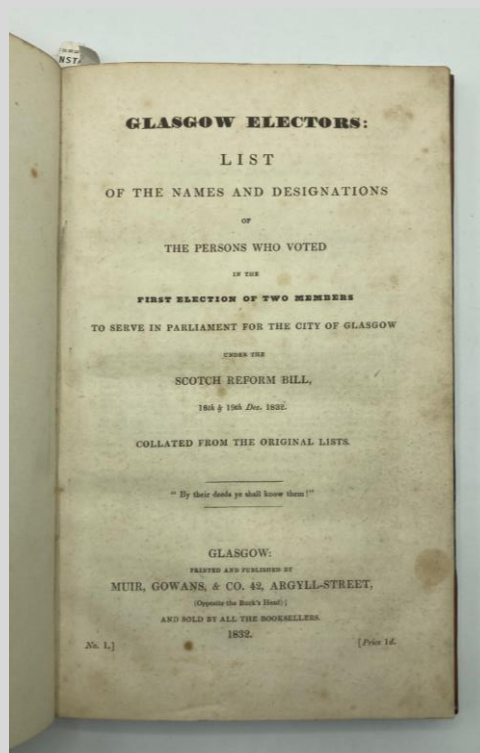 NST
GLASGOW ELECTORS:
LIST
OF THE NAMES AND DESIGNATIONS
OF
THE PERSONS WHO VOTED
IN THE
FIRST ELECTION OF TWO MEMBERS
TO SERVE IN PARLIAMENT FOR THE CITY OF GLASGOW
UNDER THE
SCOTCH REFORM BILL,
18th & 19th Dec. 1832.
COLLATED FROM THE ORIGINAL LISTS.
" By their deeds ye shall know them!"
GLASGOW:
PRINTED AND PUBLISHED BY
MUIR, GOWANS, & CO. 42, ARGYLL-STREET,
(Opposite the Buck's Head);
AND SOLD BY ALL THE BOOKSELLERS.
1832.
No. 1.] [Price 1d.